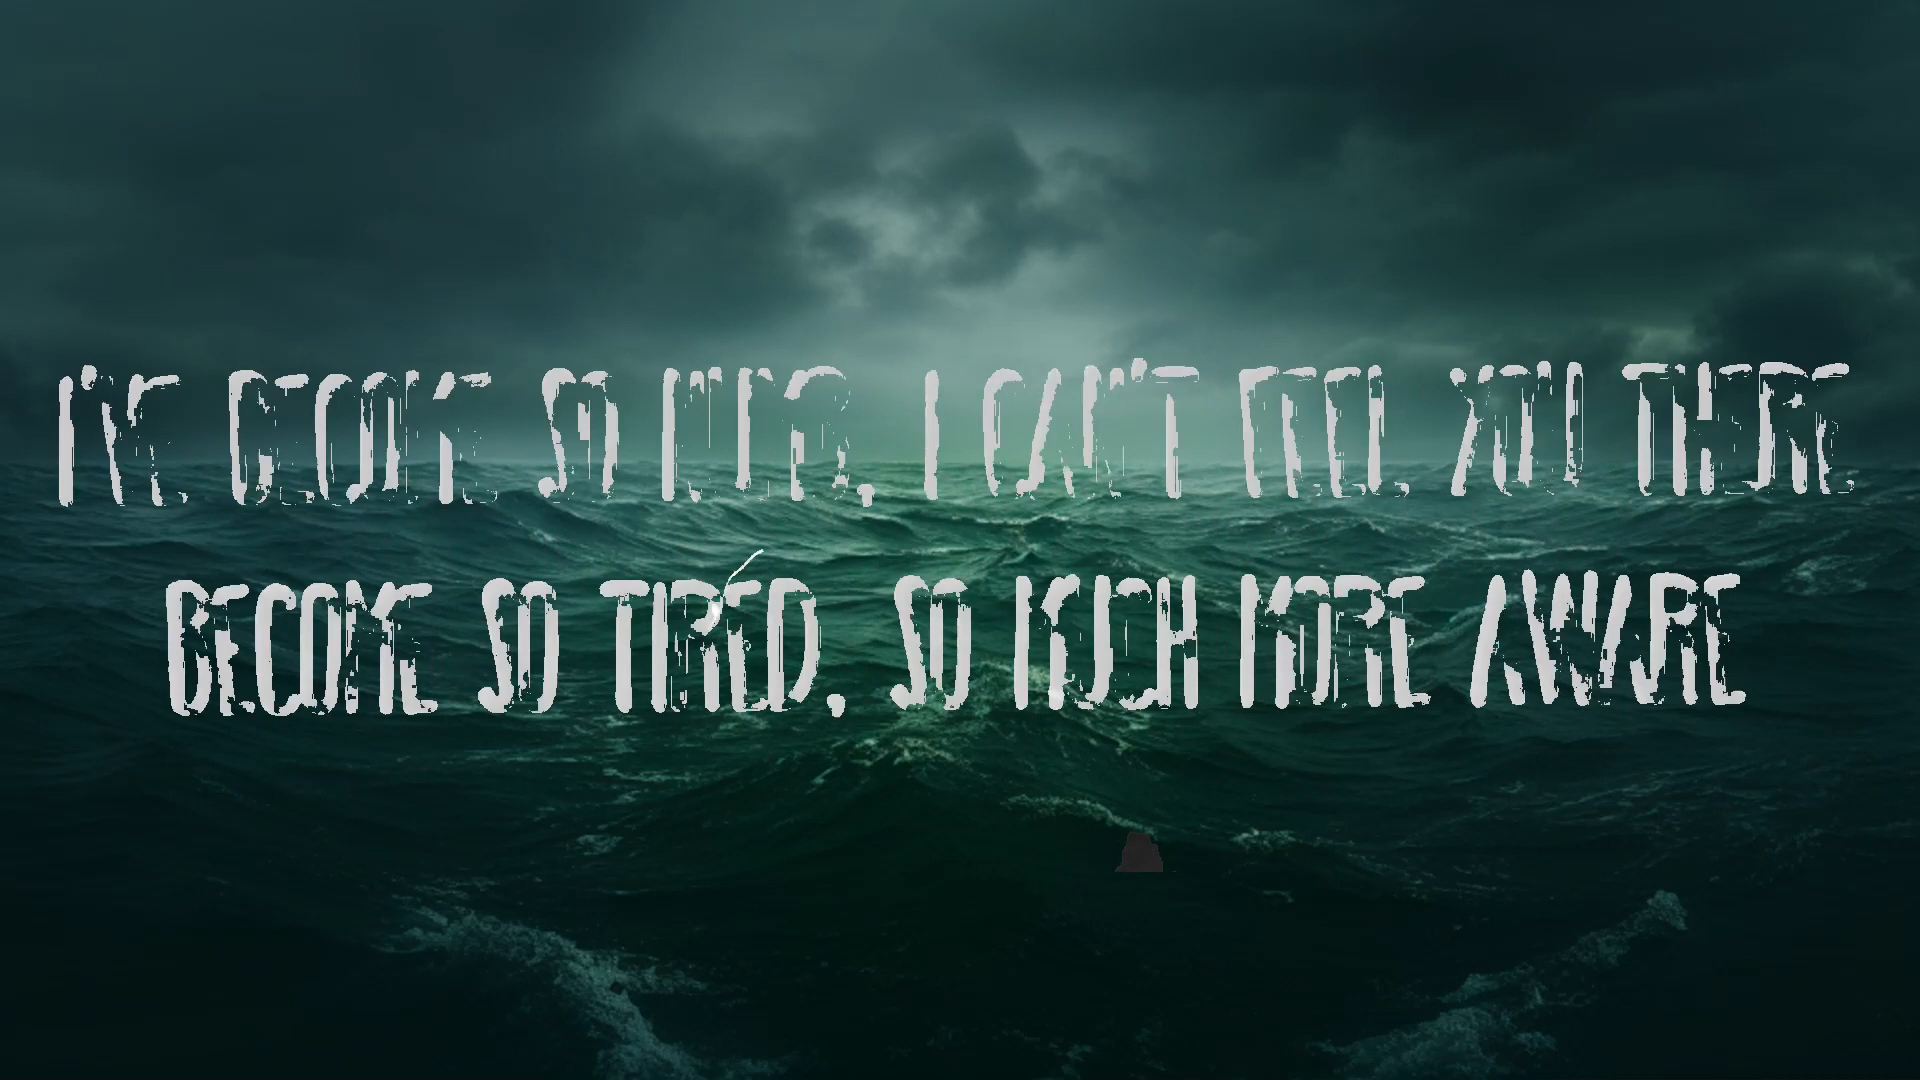 I'VE BECOME SO NUMB, I CAN'T FEEL YOU THERE
BECOME SO TIRED, SO MUCH MORE AWARE